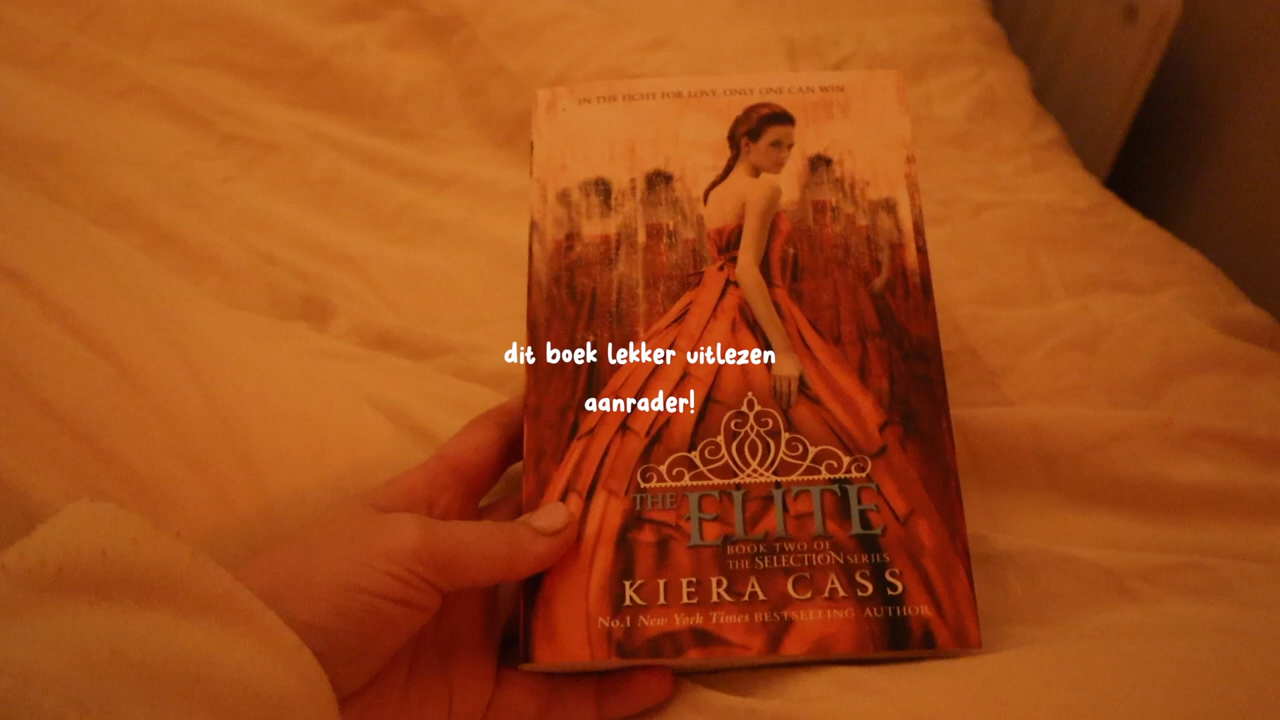 IN THE FIGHT FOR LOVE, ONLY ONE CAN WIN
dit boek lekker uitlezen
aanrader!
THE ELITE
BOOK TWO OF
THE SELECTION SERIES
KIERA CASS
No.1 New York Times BESTSELLING AUTHOR